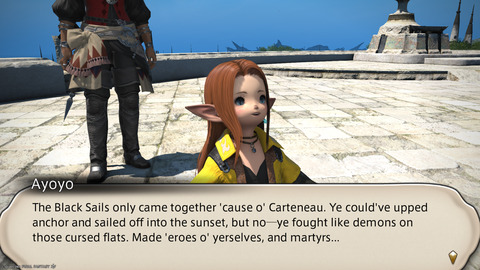 Ayoyo
The Black Sails only came together 'cause o' Carteneau. Ye could've upped
anchor and sailed off into the sunset, but no—ye fought like demons on
those cursed flats. Made 'eroes o' yerselves, and martyrs...